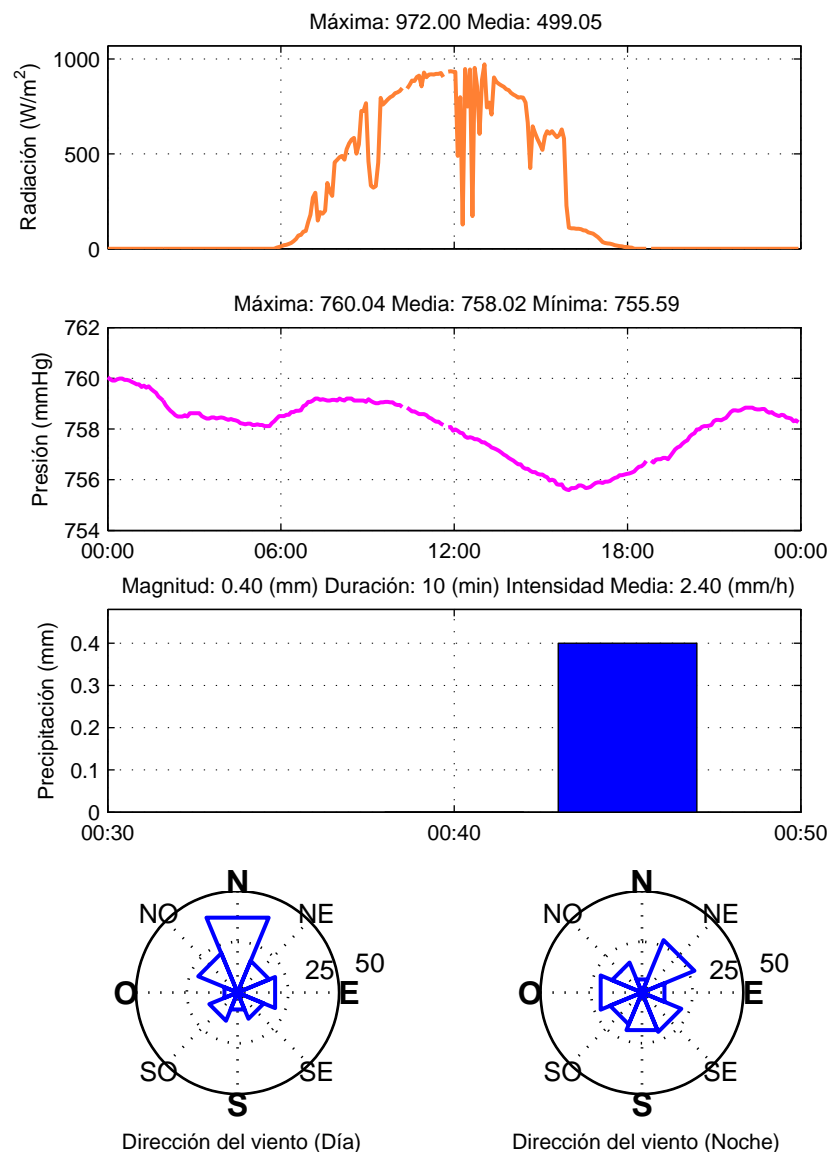 Máxima: 972.00 Media: 499.05
1000
500
0
Radiación (W/m²)
Máxima: 760.04 Media: 758.02 Mínima: 755.59
762
760
758
756
754
Presión (mmHg)
00:00 06:00 12:00 18:00 00:00
Magnitud: 0.40 (mm) Duración: 10 (min) Intensidad Media: 2.40 (mm/h)
0.4
0.3
0.2
0.1
0
Precipitación (mm)
00:30 00:40 00:50
N
NO NE
25 50
O E
SO SE
S
Dirección del viento (Día)
N
NO NE
25 50
O E
SO SE
S
Dirección del viento (Noche)